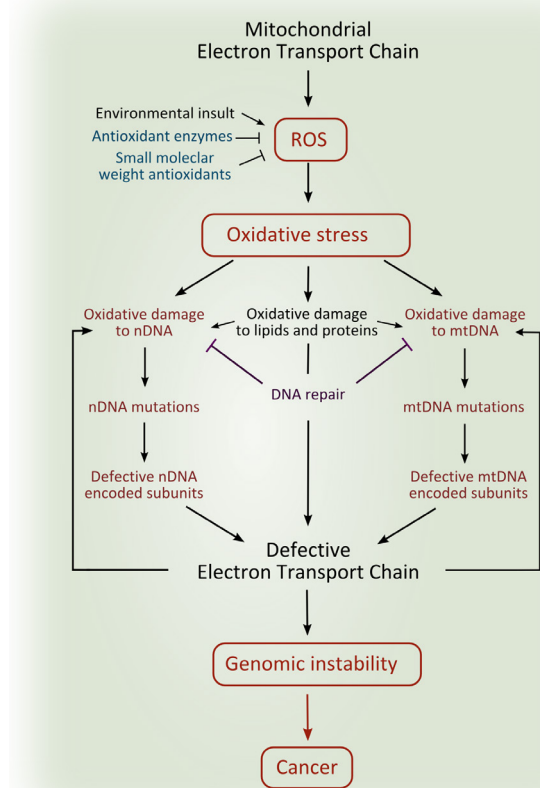 Mitochondrial
Electron Transport Chain
Environmental insult
Antioxidant enzymes
Small moleclar
weight antioxidants
ROS
Oxidative stress
Oxidative damage
to nDNA
Oxidative damage
to lipids and proteins
Oxidative damage
to mtDNA
DNA repair
nDNA mutations
mtDNA mutations
Defective nDNA
encoded subunits
Defective mtDNA
encoded subunits
Defective
Electron Transport Chain
Genomic instability
Cancer